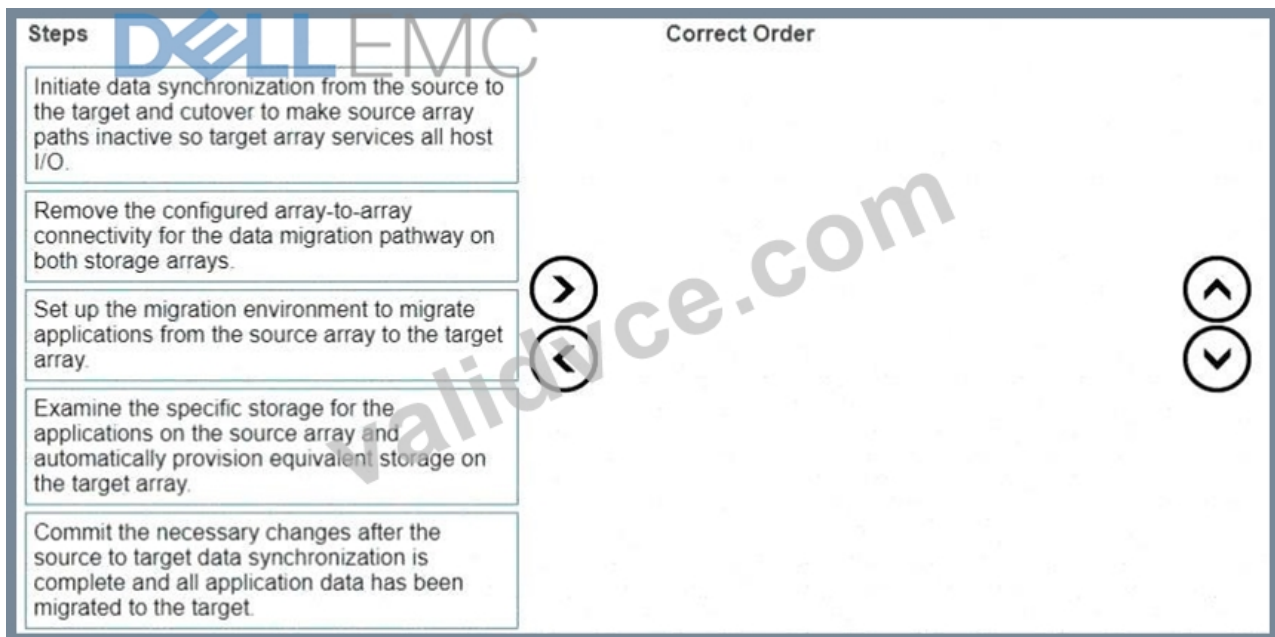 Steps
DELL EMC
Correct Order
Initiate data synchronization from the source to
the target and cutover to make source array
paths inactive so target array services all host
I/O.
Remove the configured array-to-array
connectivity for the data migration pathway on
both storage arrays.
Set up the migration environment to migrate
applications from the source array to the target
array.
Examine the specific storage for the
applications on the source array and
automatically provision equivalent storage on
the target array.
Commit the necessary changes after the
source to target data synchronization is
complete and all application data has been
migrated to the target.
validvce.com